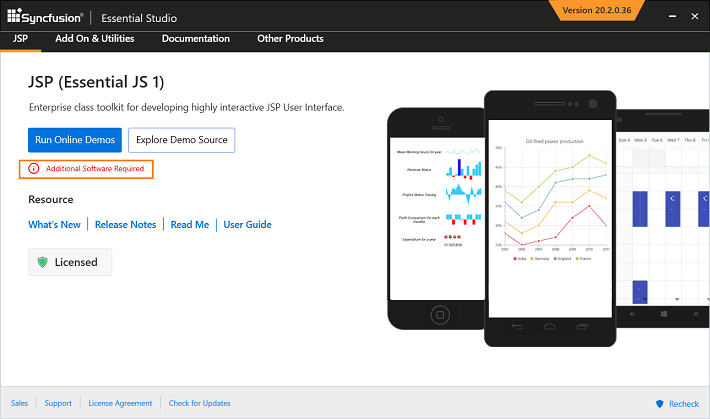 Syncfusion® Essential Studio
Version 20.2.0.36
JSP Add On & Utilities Documentation Other Products
JSP (Essential JS 1)
Enterprise class toolkit for developing highly interactive JSP User Interface.
Run Online Demos Explore Demo Source
Additional Software Required
Resource
What's New Release Notes Read Me User Guide
Licensed
Mean Working Hours for year
Revenue Status
Project Status Tracking
Profit Comparison for each
months
Expenditure for a year
Oil-fired power production
50%
45%
40%
35%
30%
25%
2005 2006 2007 2008 2009 2010 2011
India Germany England France
Sun 4 Mon 5 Tue 6 Wed 7 Thu 8 Fri 9
Sales Support License Agreement Check for Updates
Recheck